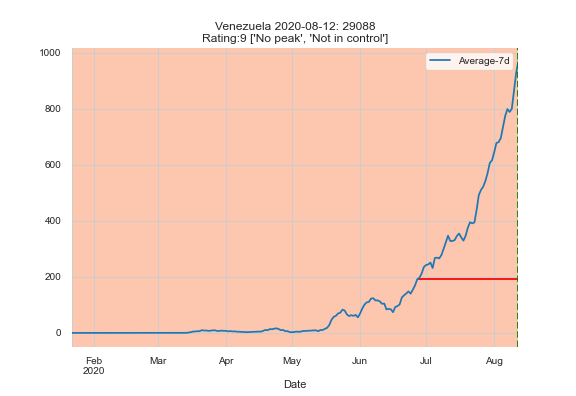 Venezuela 2020-08-12: 29088
Rating:9 ['No peak', 'Not in control']
Average-7d
1000
800
600
400
200
0
Feb Mar Apr May Jun Jul Aug
2020
Date